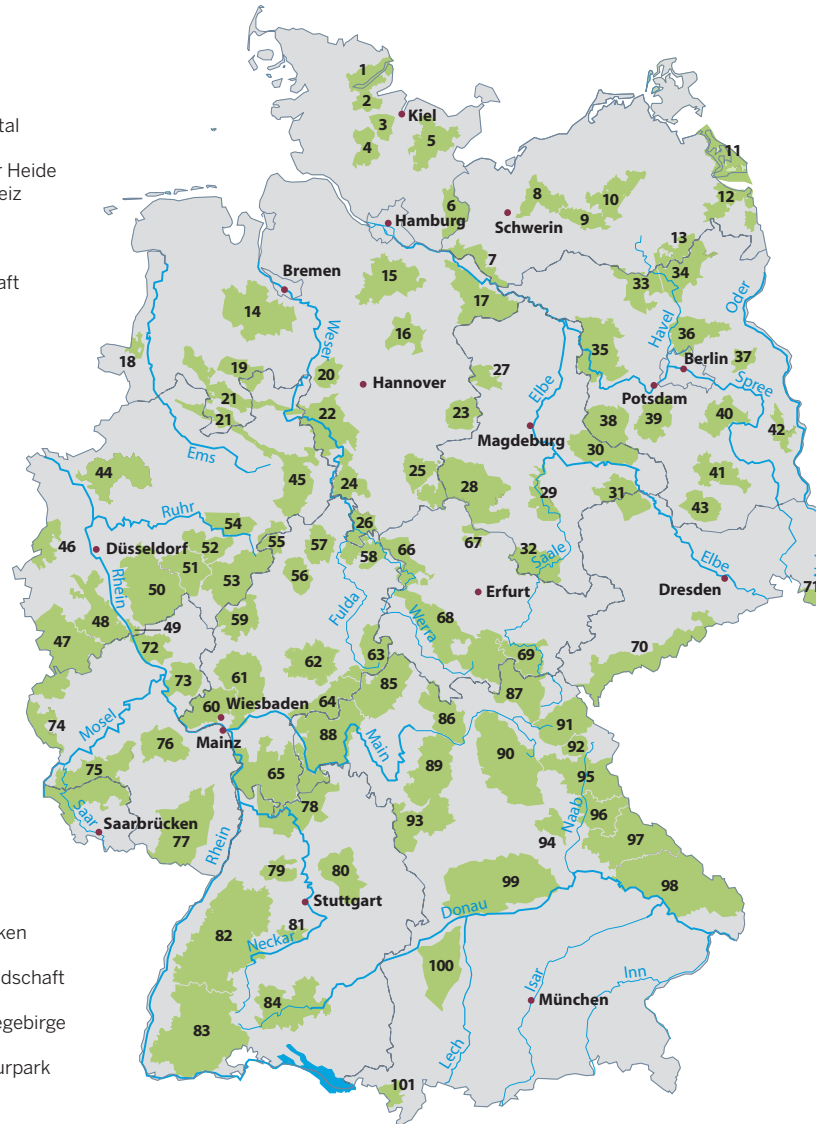 tal
r Heide
eiz
aft
ken
dschaft
egebirge
urpark
1
2
Kiel
3
5
4
11
8
10
12
6
9
Hamburg
Schwerin
13
7
Bremen
15
34
33
17
Oder
14
Havel
16
36
Weser
35
Berlin
18
19
20
27
37
Elbe
Hannover
Spree
21
Potsdam
22
23
38
39
40
21
Magdeburg
42
30
Ems
44
25
41
45
24
28
29
31
43
Ruhr
54
26
46
Düsseldorf
52
55
57
58
66
67
32
Saale
51
53
56
Elbe
50
Erfurt
Dresden
71
Rhein
48
49
59
Fulda
Werra
68
47
72
63
69
70
62
73
61
85
87
60
Wiesbaden
64
74
Mosel
86
91
Mainz
88
Main
76
92
90
75
65
89
95
Saar
78
Naab
96
Saarbrücken
93
77
94
97
Rhein
79
80
98
99
Stuttgart
Donau
81
82
Neckar
100
Isar
Inn
München
84
83
Lech
101